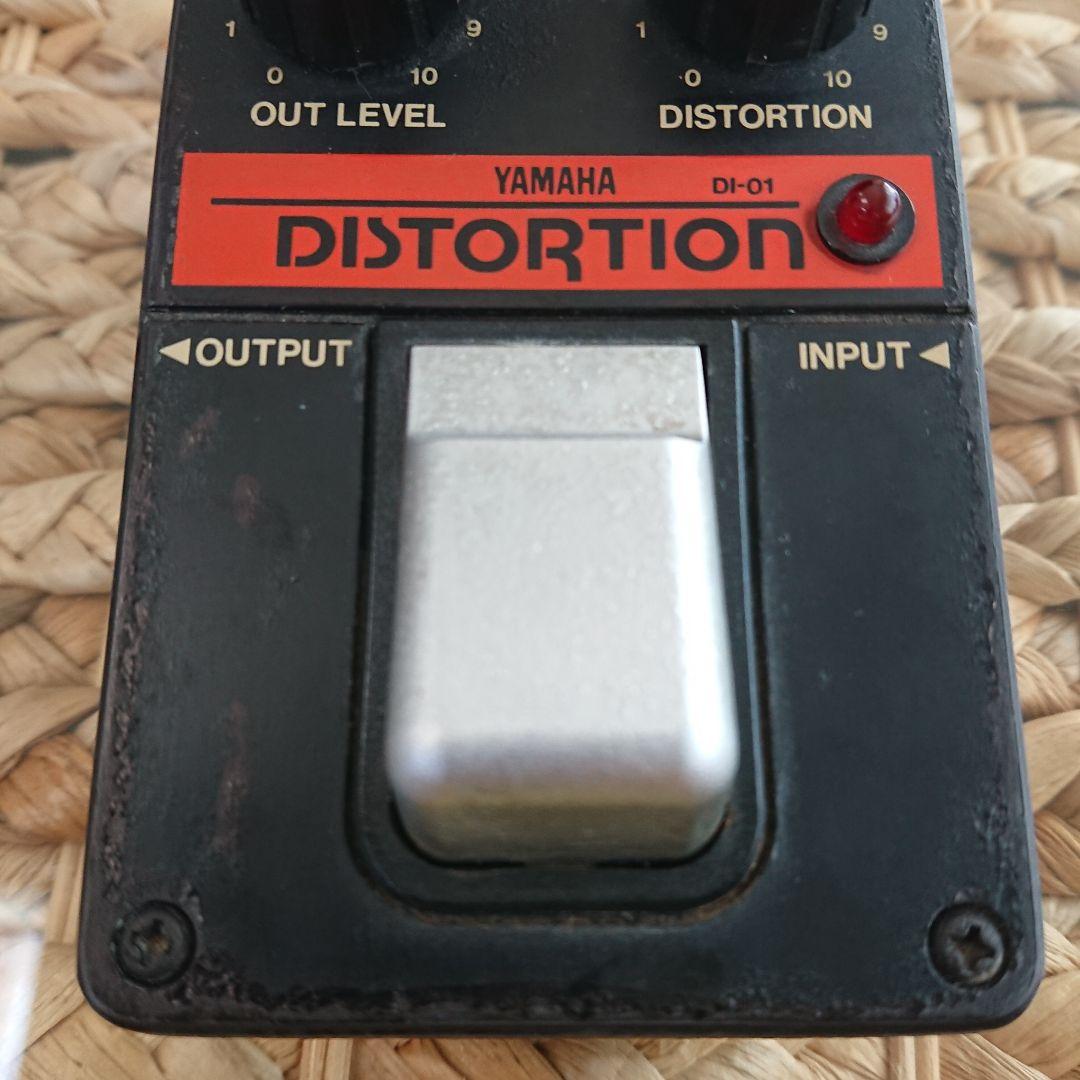 1 9 1 9
0 10 0 10
OUT LEVEL DISTORTION
YAMAHA DI-01
DISTORTION
◀OUTPUT INPUT◀